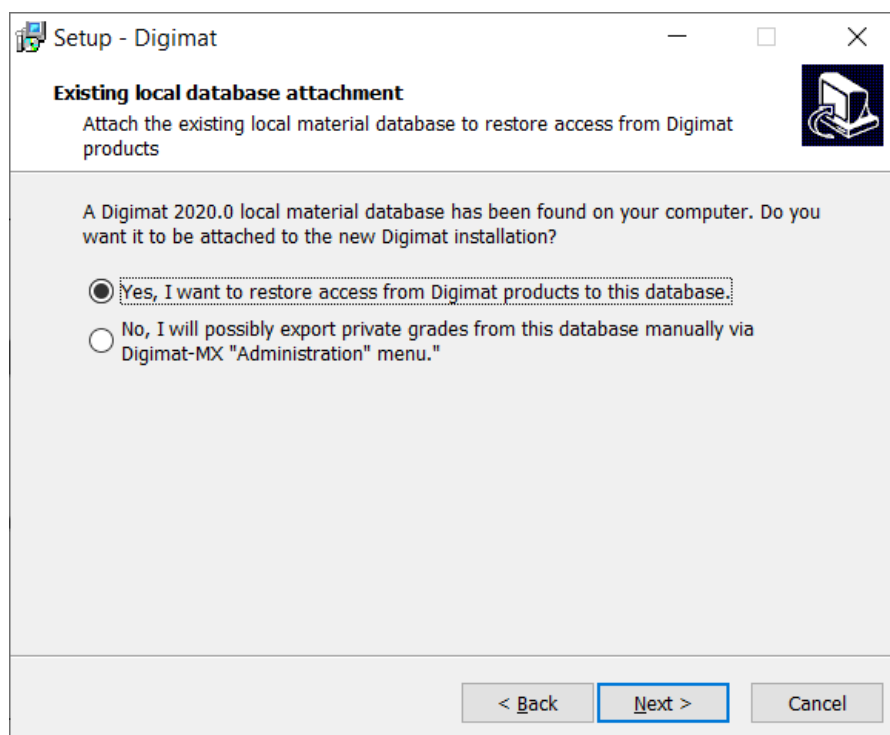 Setup - Digimat
Existing local database attachment
Attach the existing local material database to restore access from Digimat
products
A Digimat 2020.0 local material database has been found on your computer. Do you
want it to be attached to the new Digimat installation?
Yes, I want to restore access from Digimat products to this database.
No, I will possibly export private grades from this database manually via
Digimat-MX "Administration" menu."
< Back
Next >
Cancel